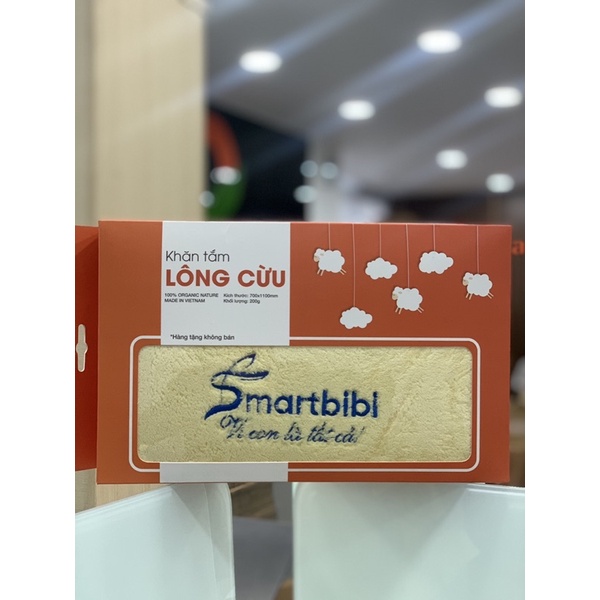 Khăn tắm
LÔNG CỪU
100% ORGANIC NATURE Kích thước: 700x1100mm
MADE IN VIETNAM Khối lượng: 200g
*Hàng tặng không bán
Smartbibi
Vì con là tất cả!